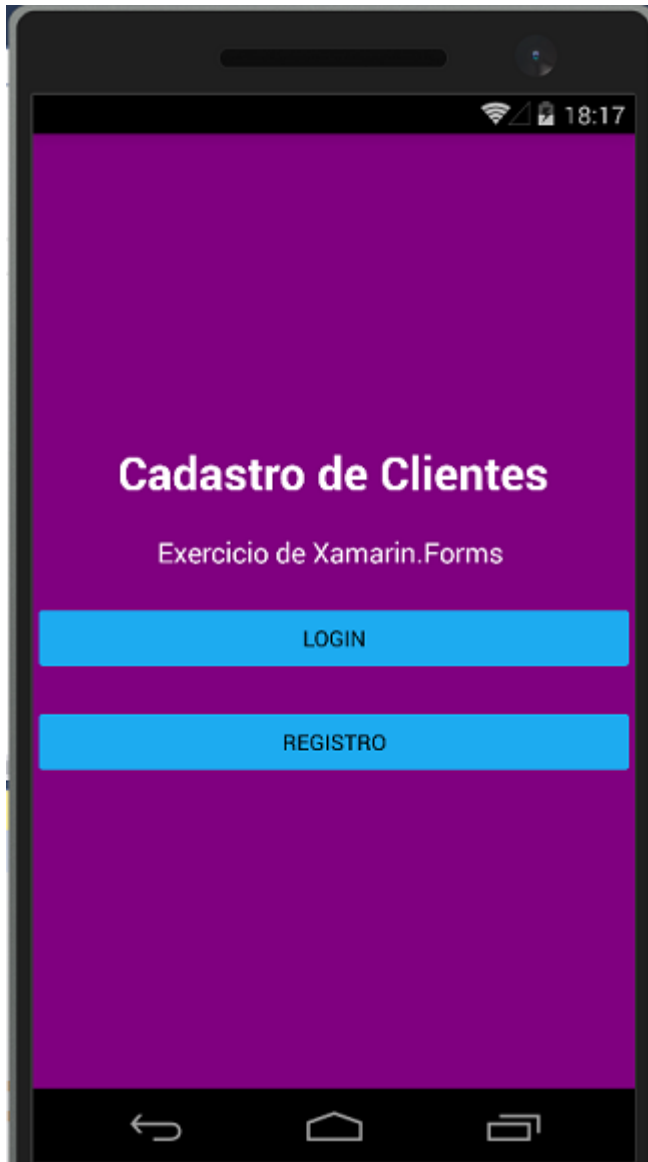 18:17
Cadastro de Clientes
Exercicio de Xamarin.Forms
LOGIN
REGISTRO